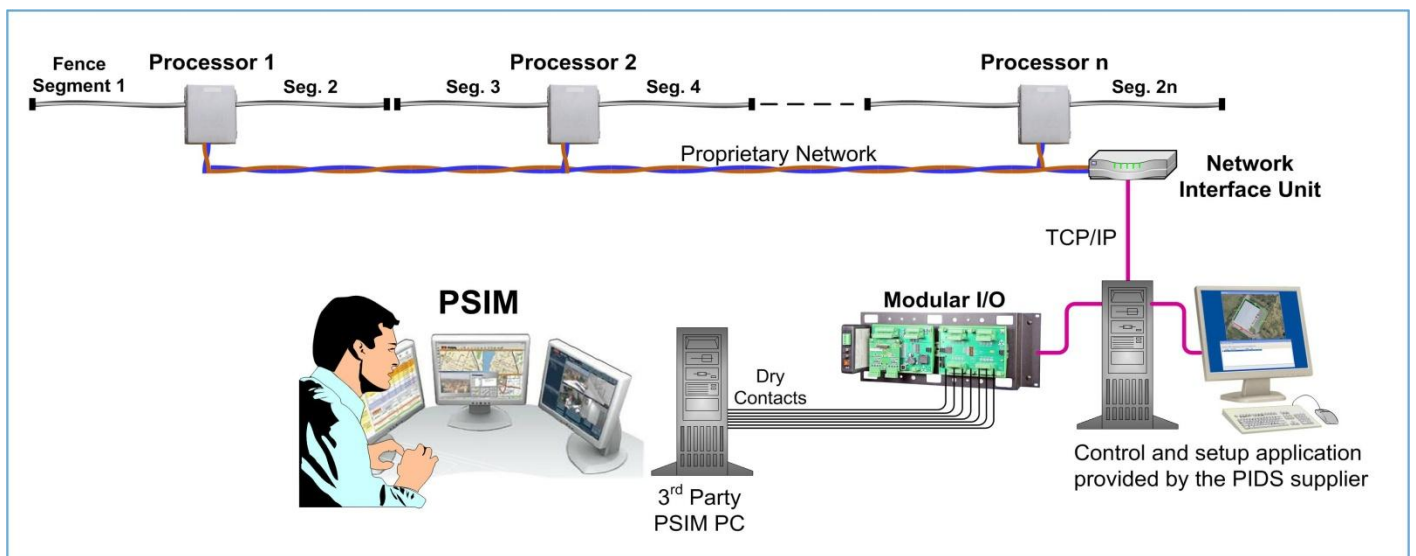 Fence
Segment 1
Processor 1
Seg. 2
Seg. 3
Processor 2
Seg. 4
Processor n
Seg. 2n
Proprietary Network
Network
Interface Unit
TCP/IP
PSIM
Modular I/O
Dry
Contacts
3rd Party
PSIM PC
Control and setup application
provided by the PIDS supplier